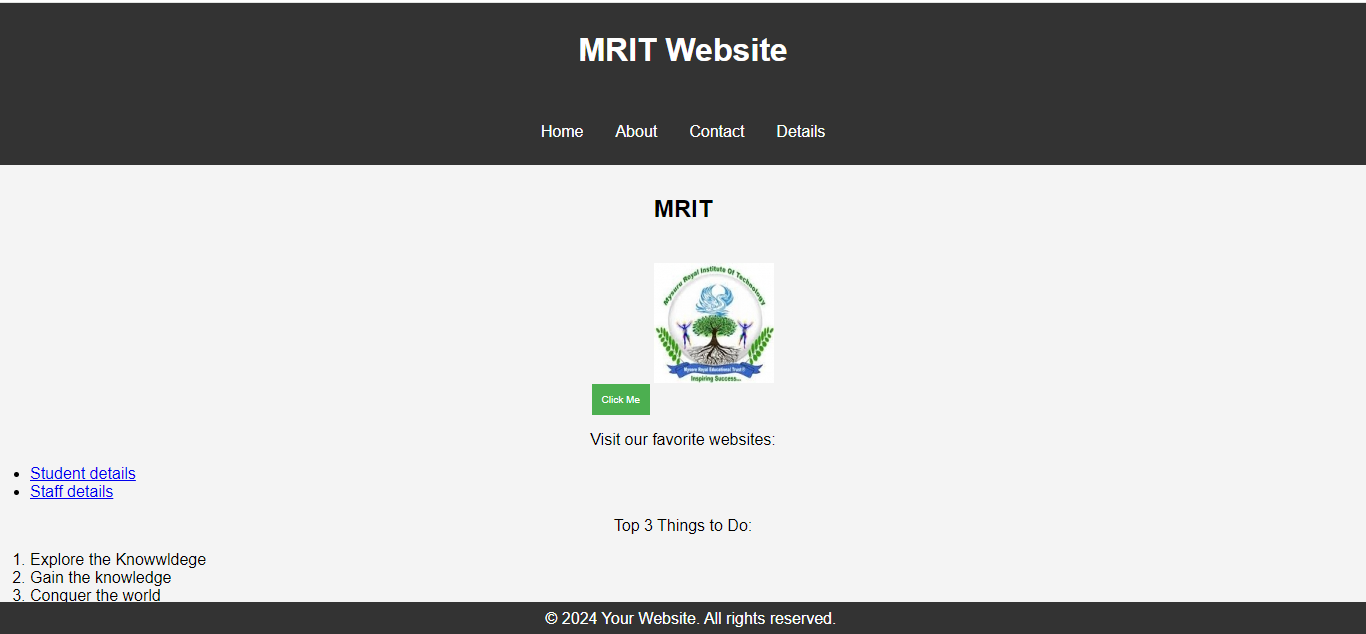 MRIT Website
Home About Contact Details
MRIT
Mysuru Royal Institute Of Technology
Mysuru Royal Educational Trust®
Inspiring Success...
Click Me
Visit our favorite websites:
• Student details
• Staff details
Top 3 Things to Do:
1. Explore the Knowwldege
2. Gain the knowledge
3. Conquer the world
© 2024 Your Website. All rights reserved.